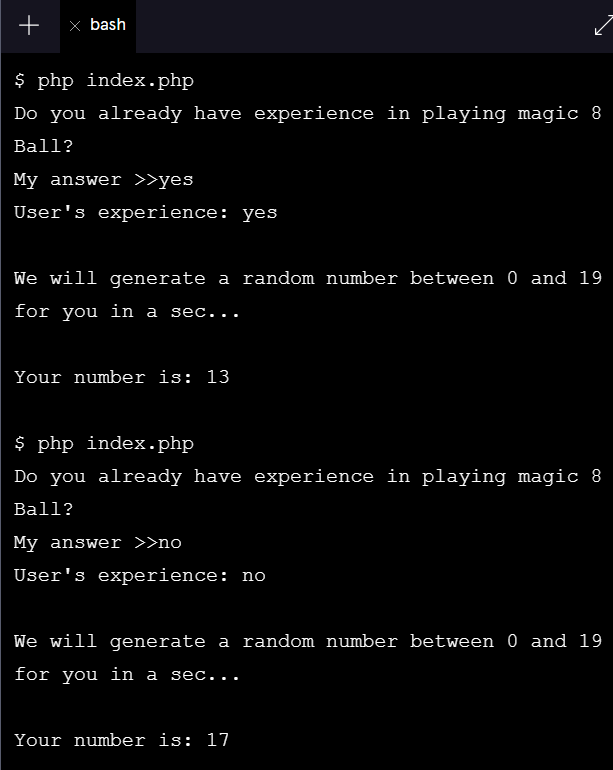 bash
$ php index.php
Do you already have experience in playing magic 8
Ball?
My answer >>yes
User's experience: yes
We will generate a random number between 0 and 19
for you in a sec...
Your number is: 13
$ php index.php
Do you already have experience in playing magic 8
Ball?
My answer >>no
User's experience: no
We will generate a random number between 0 and 19
for you in a sec...
Your number is: 17